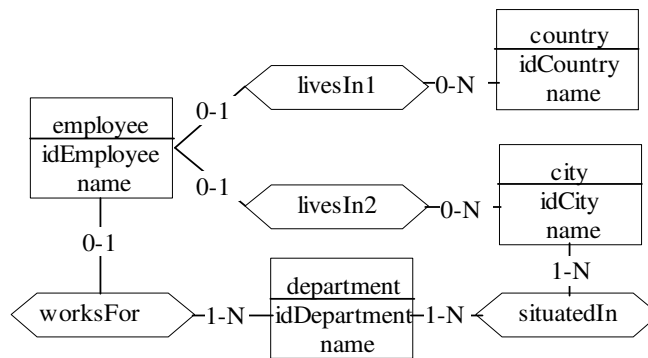 country
idCountry
name
livesIn1
0-N
0-1
employee
idEmployee
name
0-1
livesIn2
0-N
city
idCity
name
0-1
1-N
worksFor
1-N
department
idDepartment
name
1-N
situatedIn